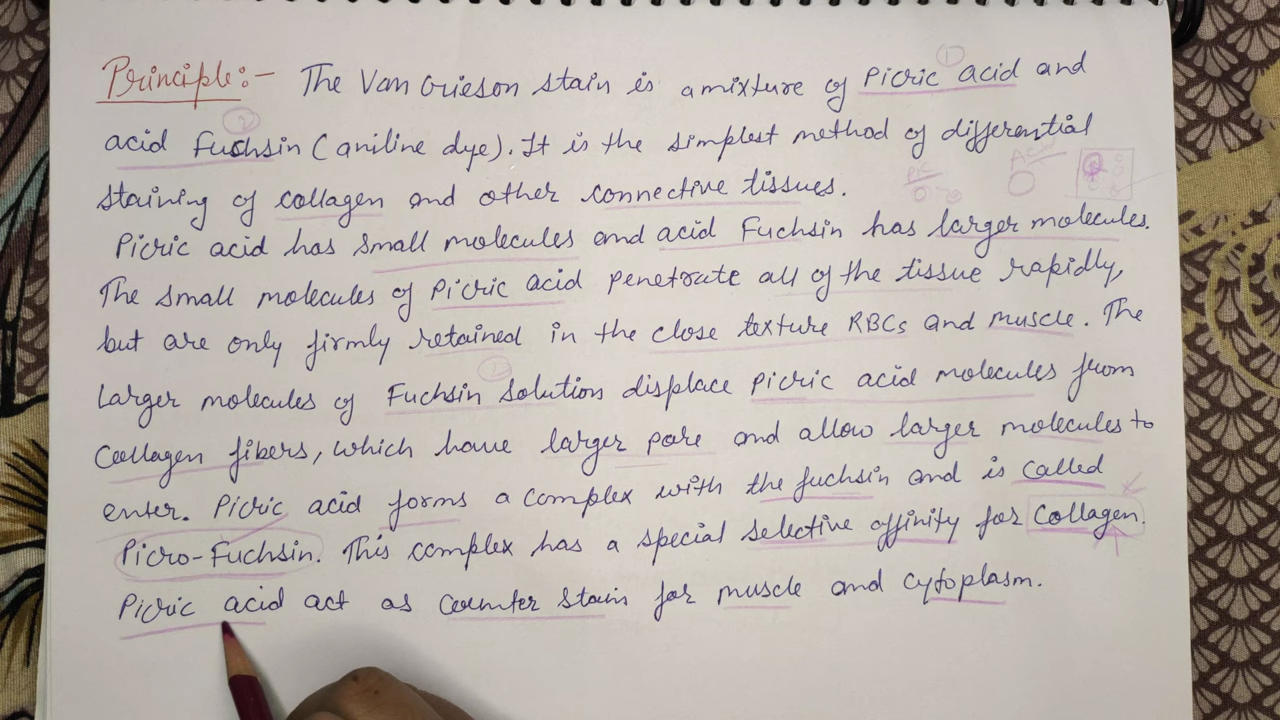 Principle:- The Van Grieson stain is a mixture of Picric acid and
acid Fuchsin (aniline dye). It is the simplest method of differential
staining of collagen and other connective tissues.
Picric acid has small molecules and acid Fuchsin has larger molecules.
The small molecules of Picric acid penetrate all of the tissue rapidly,
but are only firmly retained in the close texture RBCs and muscle. The
Larger molecules of Fuchsin solution displace picric acid molecules from
Collagen fibers, which have larger pore and allow larger molecules to
enter. Picric acid forms a complex with the fuchsin and is called
Picro-Fuchsin. This complex has a special selective affinity for collagen.
Picric acid act as counter stain for muscle and cytoplasm.